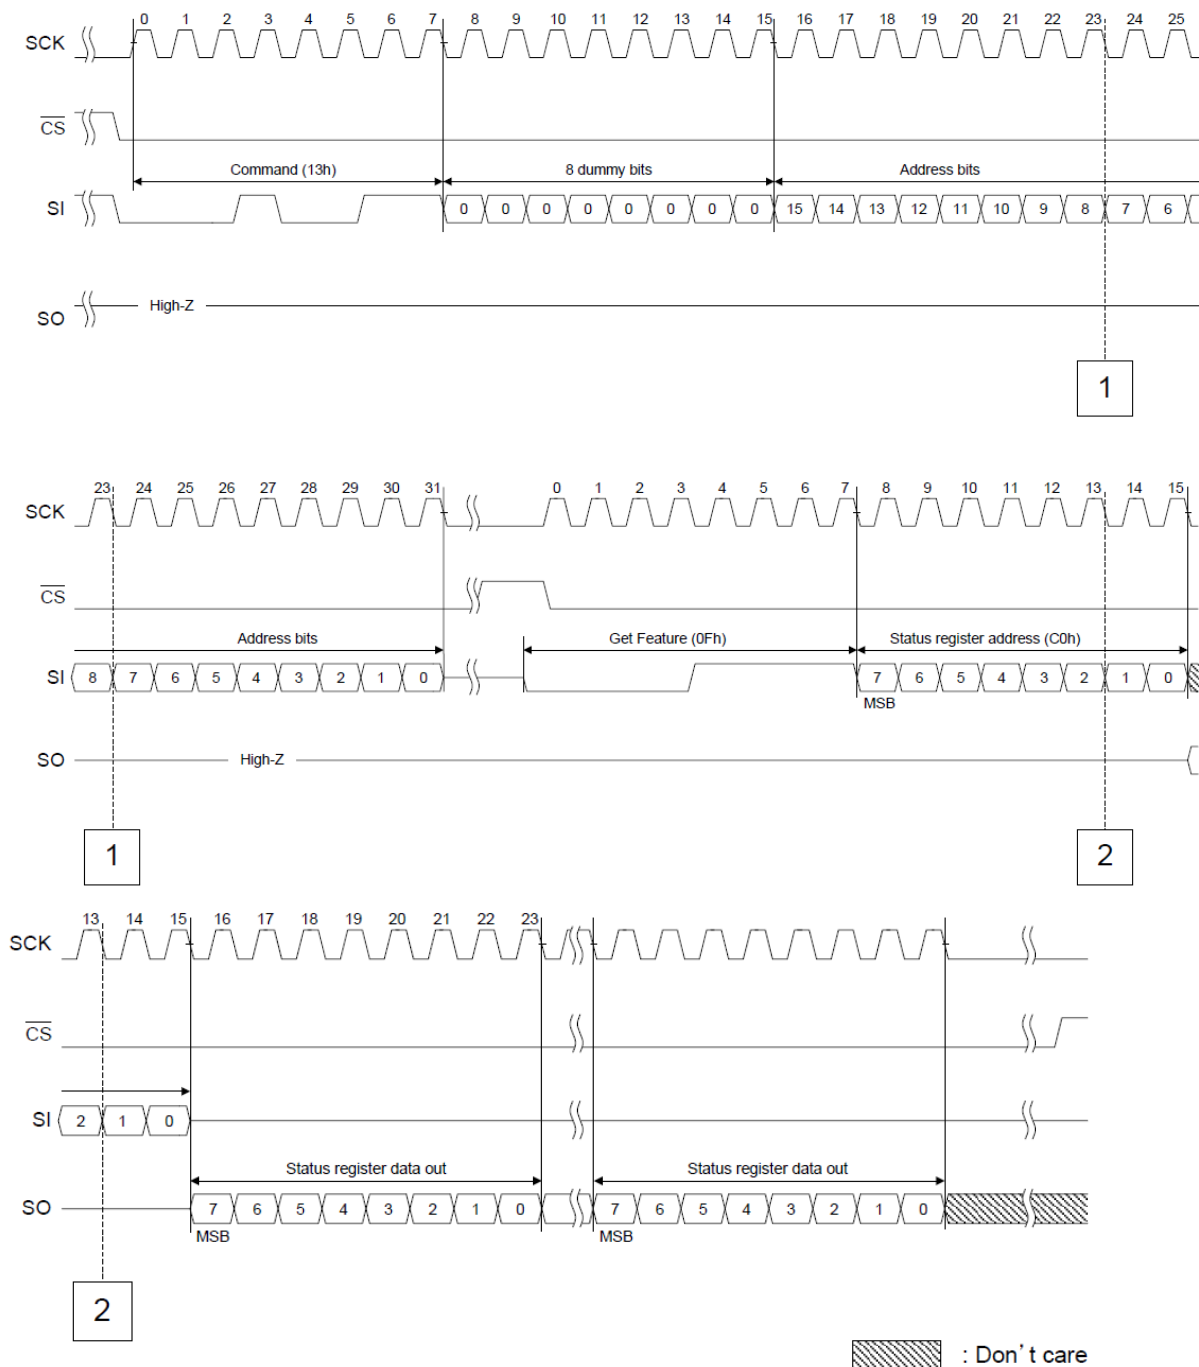 0 1 2 3 4 5 6 7 8 9 10 11 12 13 14 15 16 17 18 19 20 21 22 23 24 25
SCK
CS
Command (13h) 8 dummy bits Address bits
SI 0 0 0 0 0 0 0 0 15 14 13 12 11 10 9 8 7 6
SO High-Z
1
23 24 25 26 27 28 29 30 31 0 1 2 3 4 5 6 7 8 9 10 11 12 13 14 15
SCK
CS
Address bits Get Feature (0Fh) Status register address (C0h)
SI 8 7 6 5 4 3 2 1 0 7 6 5 4 3 2 1 0
MSB
SO High-Z
1 2
13 14 15 16 17 18 19 20 21 22 23
SCK
CS
SI 2 1 0
Status register data out Status register data out
SO 7 6 5 4 3 2 1 0 7 6 5 4 3 2 1 0
MSB MSB
2
: Don't care